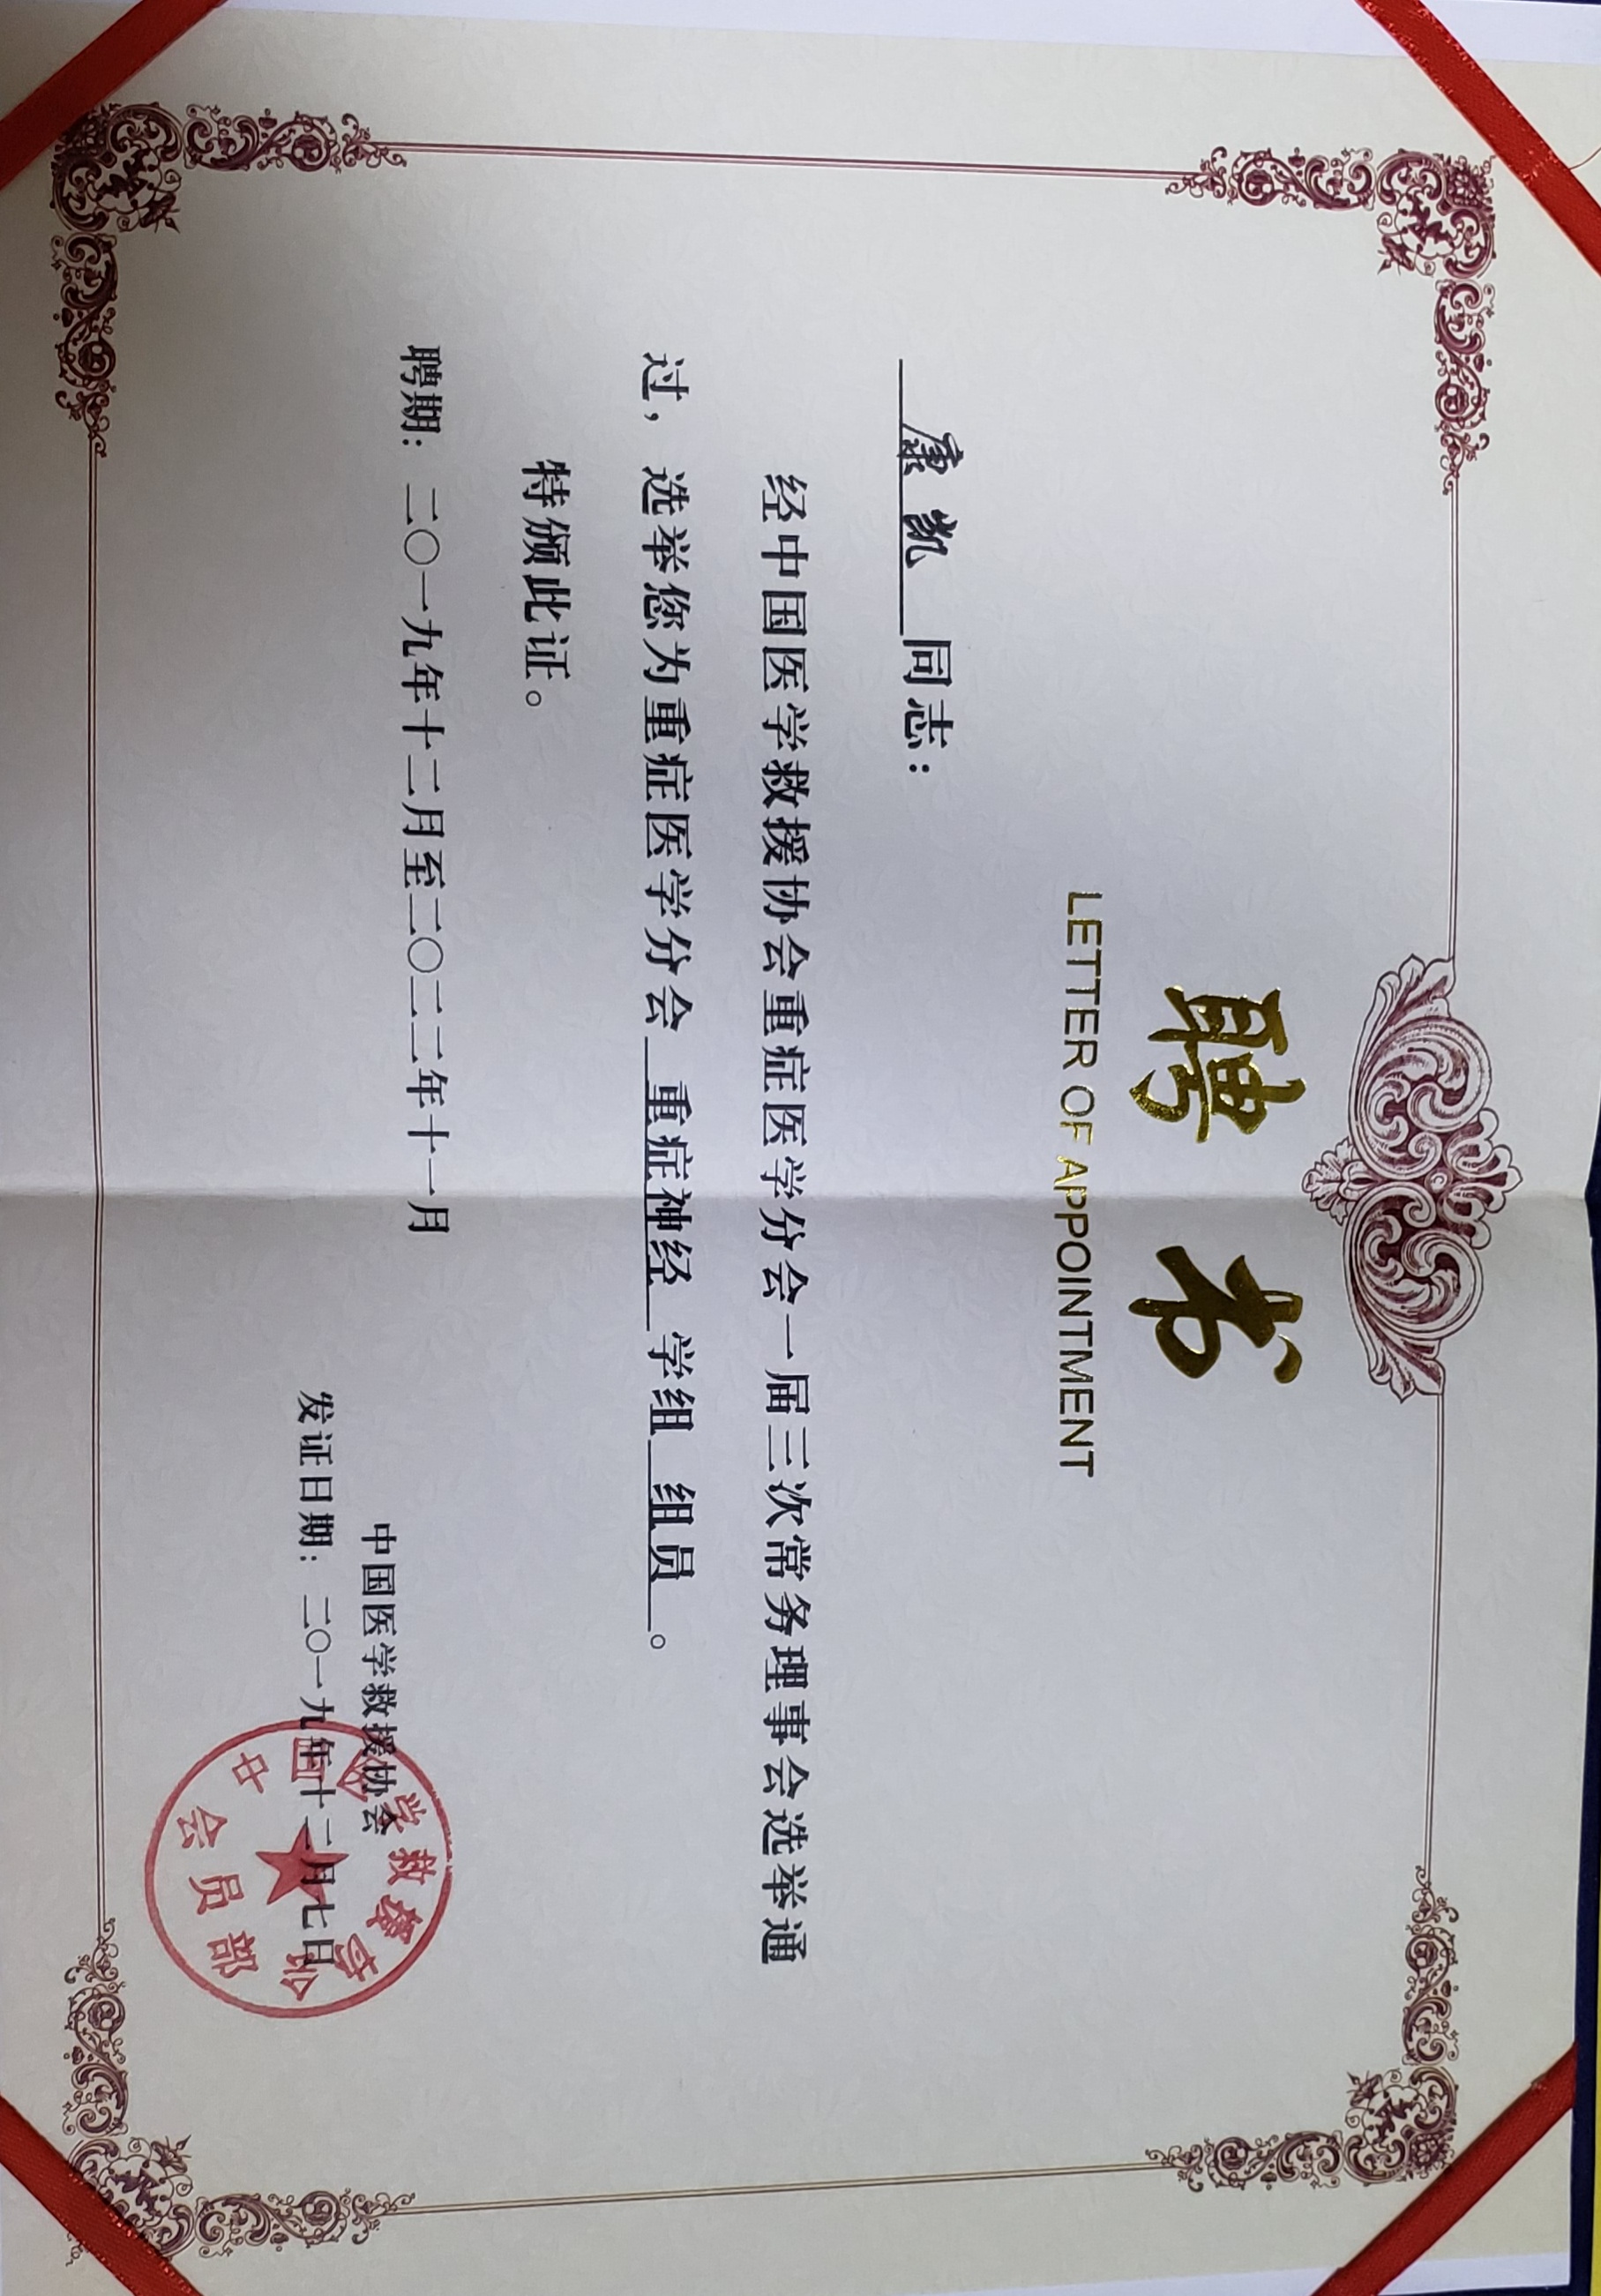 聘书
LETTER OF APPOINTMENT
康凯 同志：
经中国医学救援协会重症医学分会一届三次常务理事会选举通
过，选举您为重症医学分会 重症神经 学组 组员 。
特颁此证。
聘期：二〇一九年十二月至二〇二二年十一月
中国医学救援协会
发证日期：二〇一九年十二月七日
中国医学救援协会
会员部